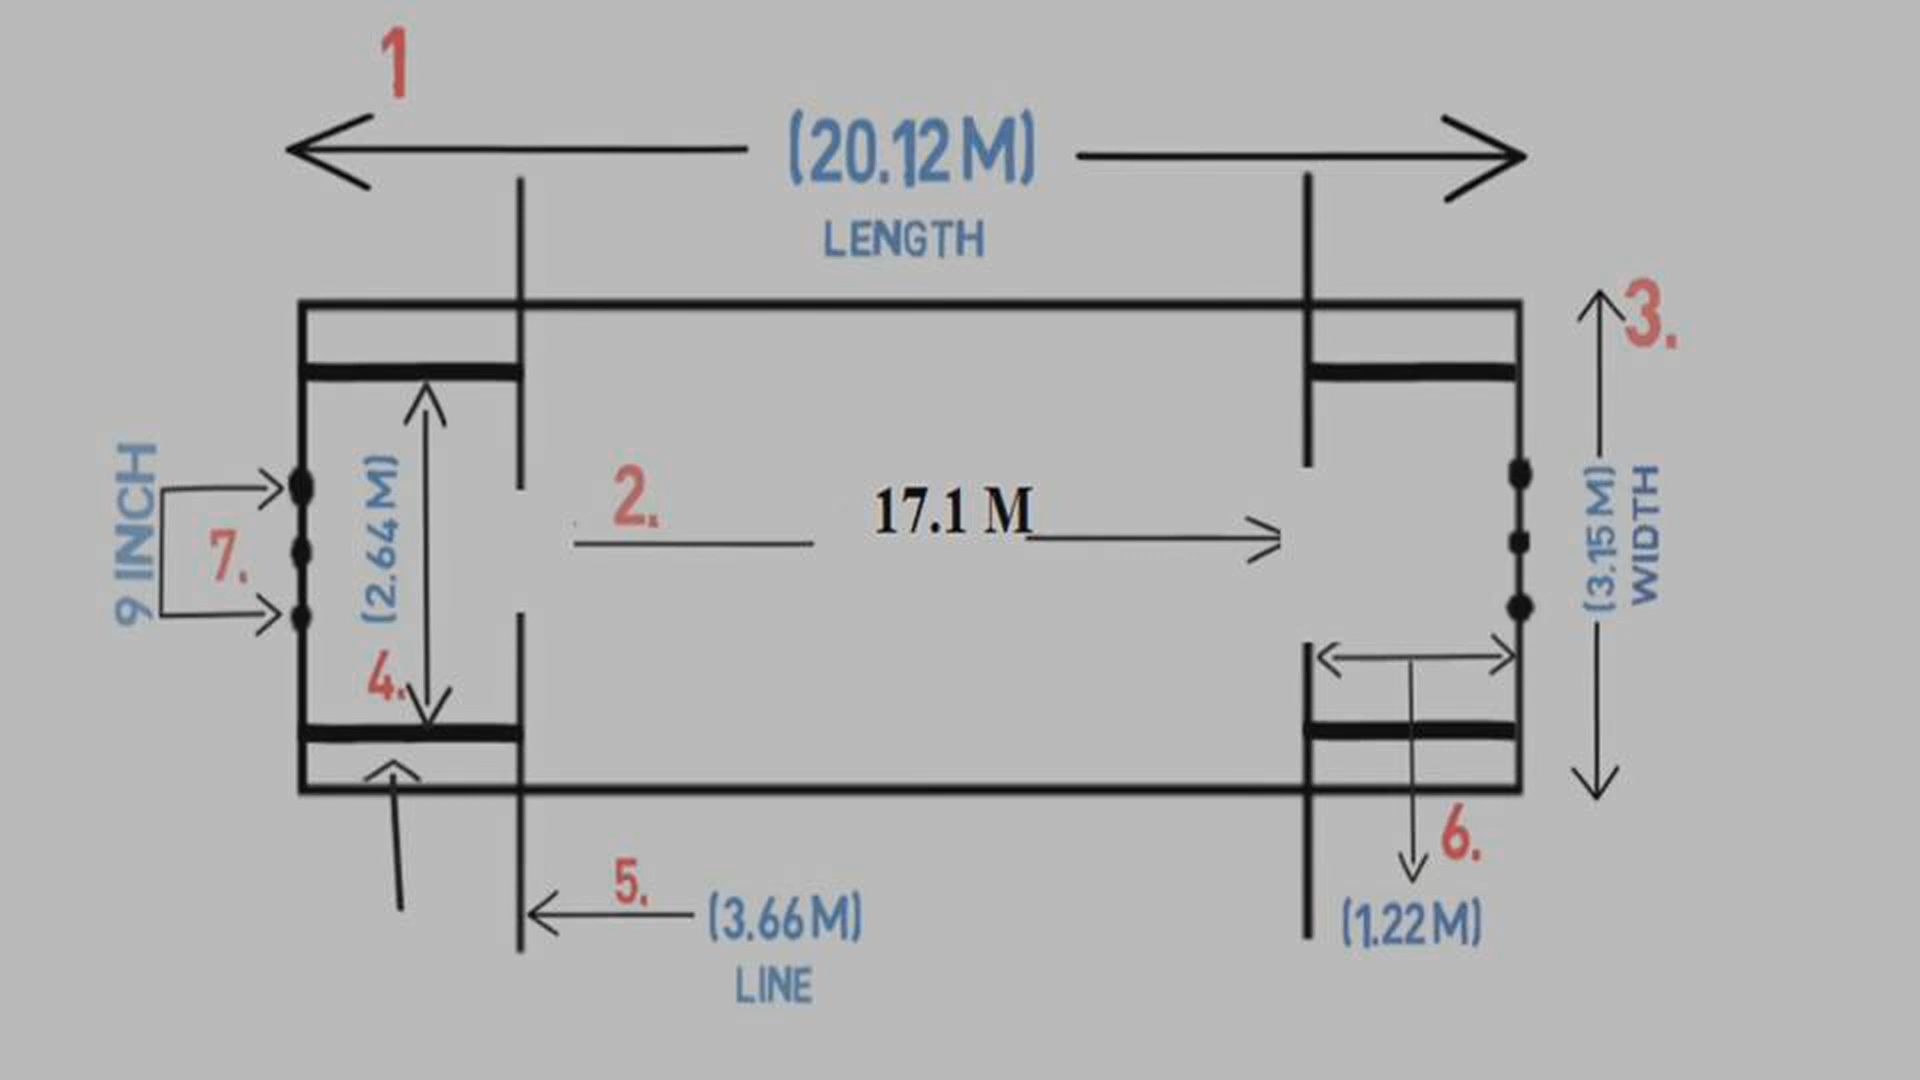 1
(20.12 M)
LENGTH
3.
9 INCH
7.
(2.64 M)
4.
2.
17.1 M
(3.15 M)
WIDTH
5.
(3.66 M)
LINE
6.
(1.22 M)